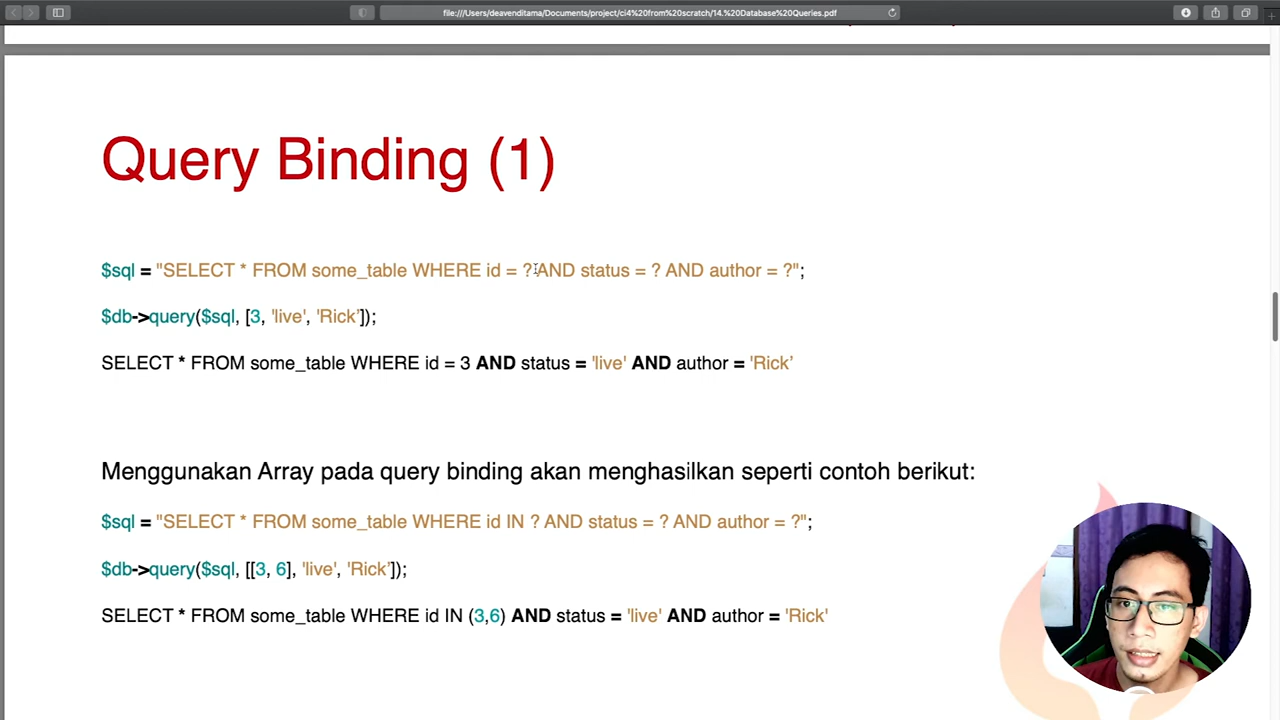 file:///Users/deavenditama/Documents/project/ci4%20from%20scratch/14.%20Database%20Queries.pdf
Query Binding (1)
$sql = "SELECT * FROM some_table WHERE id = ? AND status = ? AND author = ?";
$db->query($sql, [3, 'live', 'Rick’]);
SELECT * FROM some_table WHERE id = 3 AND status = 'live' AND author = 'Rick’
Menggunakan Array pada query binding akan menghasilkan seperti contoh berikut:
$sql = "SELECT * FROM some_table WHERE id IN ? AND status = ? AND author = ?";
$db->query($sql, [[3, 6], 'live', 'Rick’]);
SELECT * FROM some_table WHERE id IN (3,6) AND status = 'live' AND author = 'Rick'